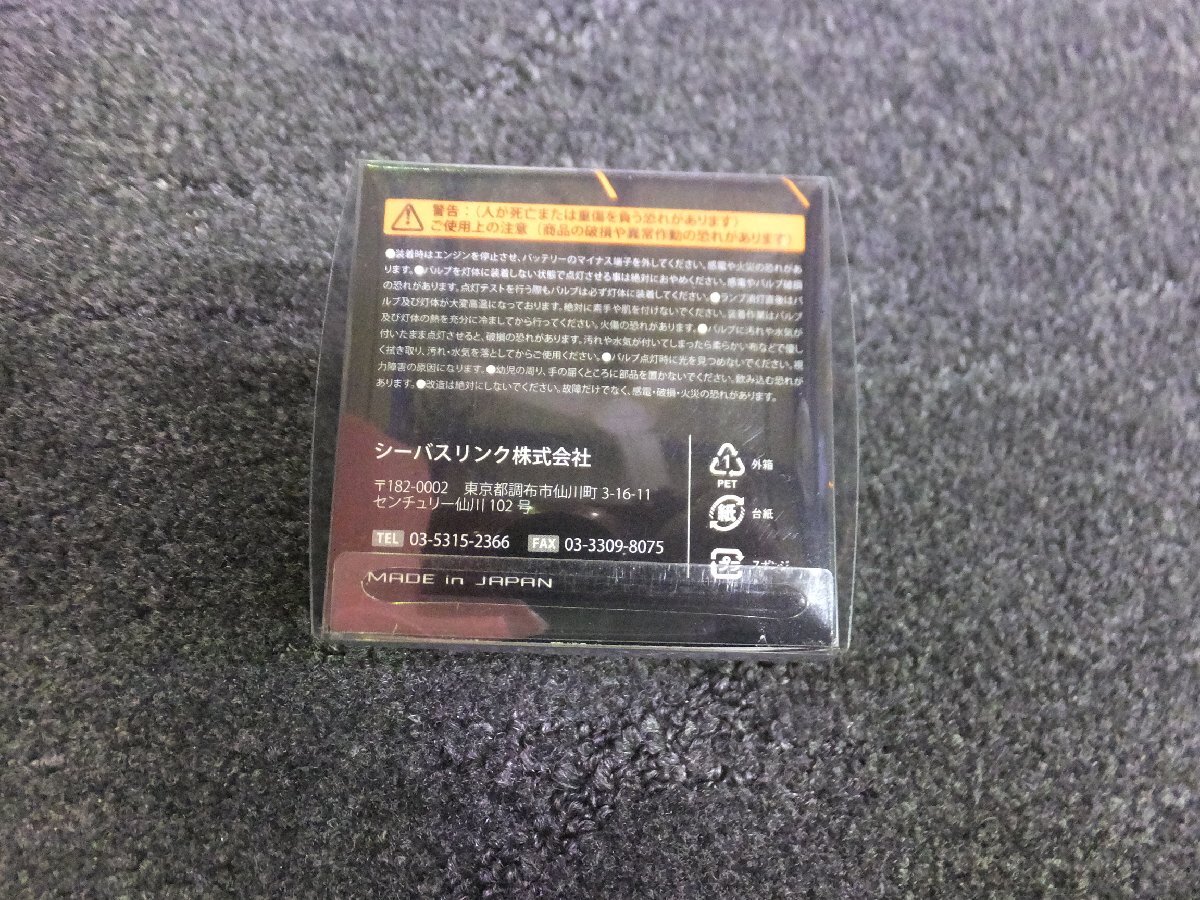 警告：（人が死亡または重傷を負う恐れがあります）
ご使用上の注意（商品の破損や異常作動の恐れがあります）
●装着時はエンジンを停止させ、バッテリーのマイナス端子を外してください。感電や火災の恐れがあ
ります。●バルブを灯体に装着しない状態で点灯させる事は絶対におやめください。感電やバルブ破損
の恐れがあります。点灯テストを行う際もバルブは必ず灯体に装着してください。●ランプ消灯直後はバ
ルブ及び灯体が大変高温になっております。絶対に素手や肌を付けないでください。装着作業はバルブ
及び灯体の熱を充分に冷ましてから行ってください。火傷の恐れがあります。●バルブに汚れや水気が
付いたまま点灯させると、破損の恐れがあります。汚れや水気が付いてしまったら柔らかい布などで優し
く拭き取り、汚れ・水気を落としてからご使用ください。●バルブ点灯時に光を見つめないでください。視
力障害の原因になります。●幼児の周り、手の届くところに部品を置かないでください。飲み込む恐れが
あります。●改造は絶対にしないでください。故障だけでなく、感電・破損・火災の恐れがあります。
シーバスリンク株式会社
〒182-0002　東京都調布市仙川町 3-16-11
センチュリー仙川 102 号
TEL 03-5315-2366 FAX 03-3309-8075
MADE in JAPAN
1 外箱
PET
紙 台紙
プラ スポンジ